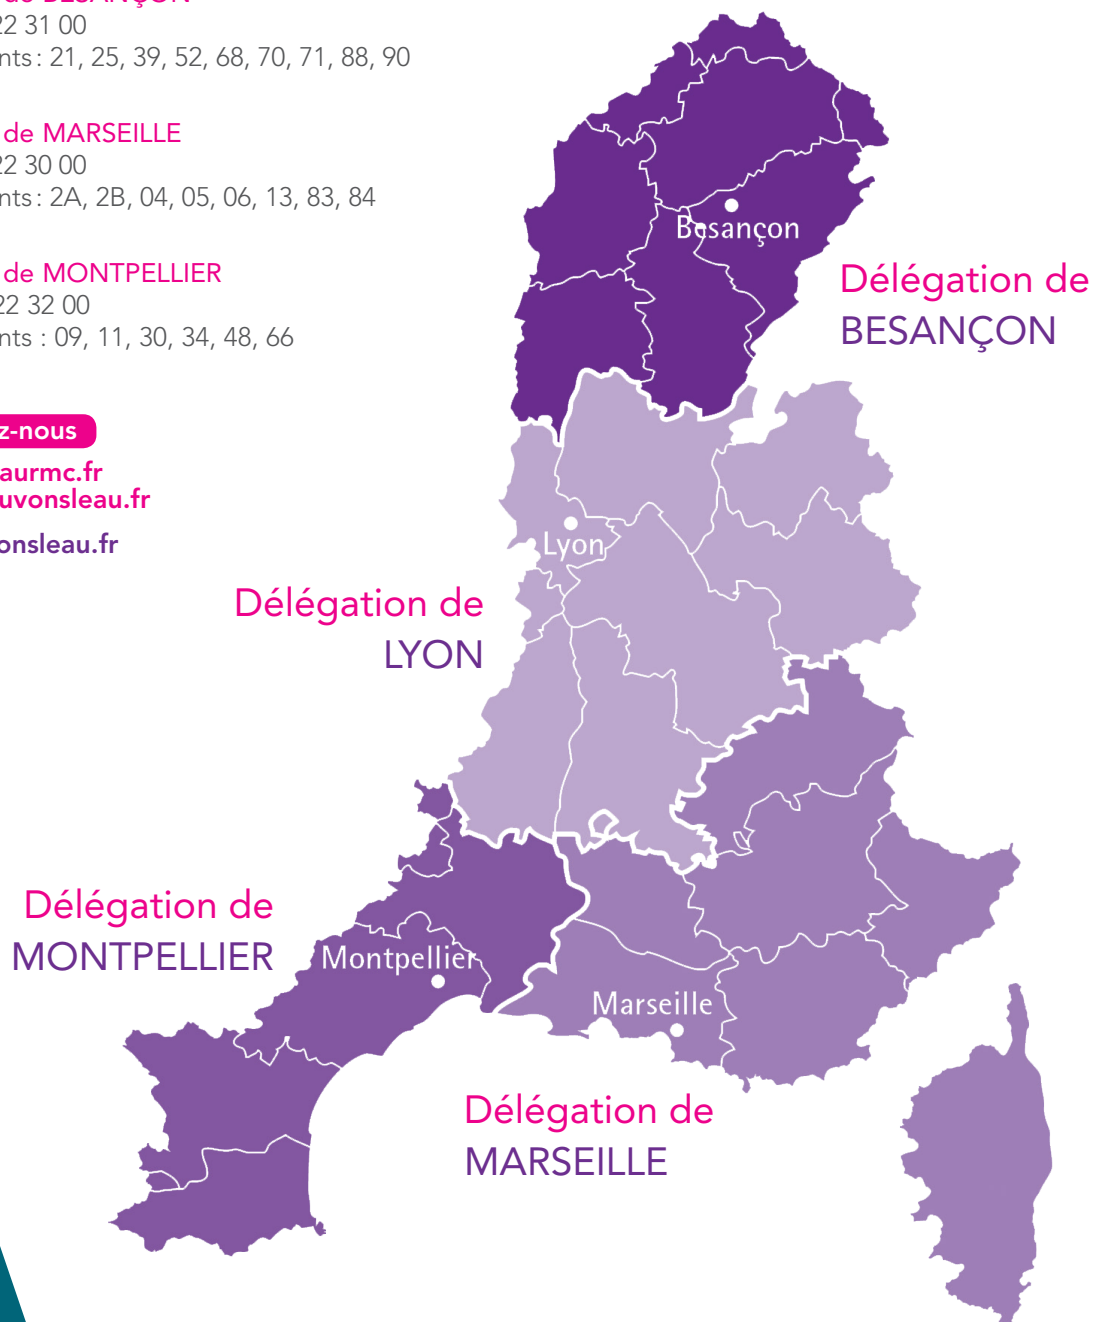 de BESANÇON
22 31 00
nts : 21, 25, 39, 52, 68, 70, 71, 88, 90
de MARSEILLE
22 30 00
nts : 2A, 2B, 04, 05, 06, 13, 83, 84
de MONTPELLIER
22 32 00
nts : 09, 11, 30, 34, 48, 66
z-nous
aurmc.fr
uvonsleau.fr
onsleau.fr
Besançon
Délégation de
BESANÇON
Lyon
Délégation de
LYON
Délégation de
MONTPELLIER
Montpellier
Marseille
Délégation de
MARSEILLE